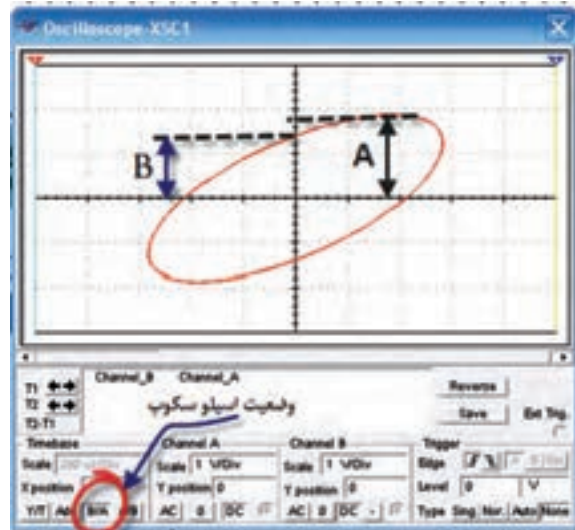 Oscilloscope-XSC1
B
A
Channel_B Channel_A
T1
T2
T2-T1
Reverse
Save
Ext Trig.
وضعیت اسیلوسکوپ
Timebase
Channel A
Channel B
Trigger
Scale
Scale 1 V/Div
Scale 1 V/Div
Edge
X position
Y position 0
Y position 0
Level 0 V
Y/T
B/A
AC 0 DC
AC 0 DC -
Type Sing. Nor. Auto None